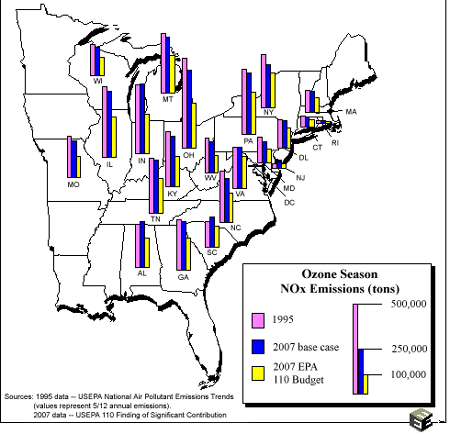 WI
MT
NY
MA
IL
IN
OH
PA
CT
RI
DL
MO
KY
WV
VA
NJ
MD
DC
TN
NC
SC
AL
GA
Ozone Season
NOx Emissions (tons)
500,000
1995
2007 base case
250,000
2007 EPA
110 Budget
100,000
Sources: 1995 data -- USEPA National Air Pollutant Emissions Trends
(values represent 5/12 annual emissions).
2007 data -- USEPA 110 Finding of Significant Contribution